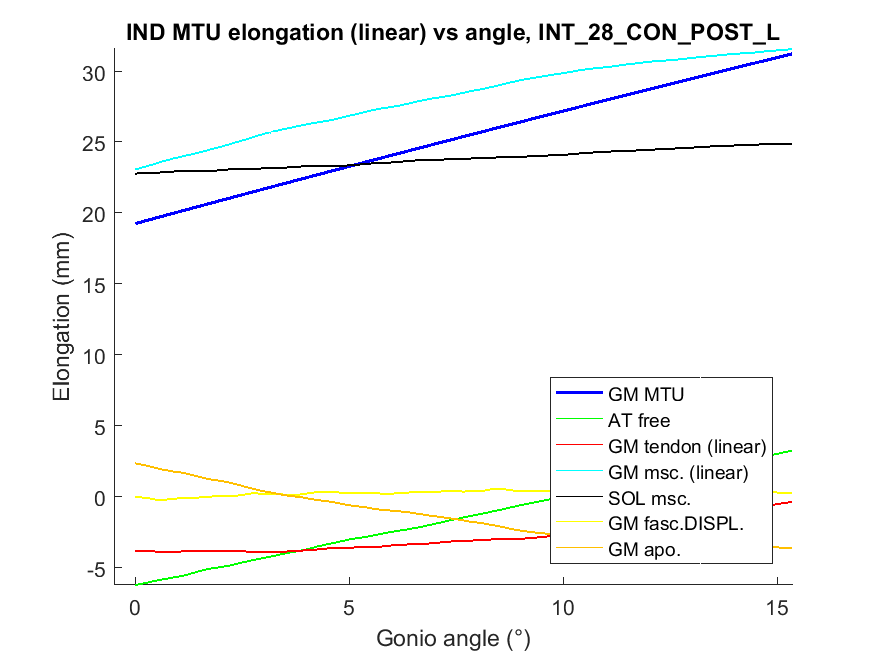 IND MTU elongation (linear) vs angle, INT_28_CON_POST_L
30
25
20
15
10
5
0
-5
Elongation (mm)
GM MTU
AT free
GM tendon (linear)
GM msc. (linear)
SOL msc.
GM fasc.DISPL.
GM apo.
0 5 10 15
Gonio angle (°)